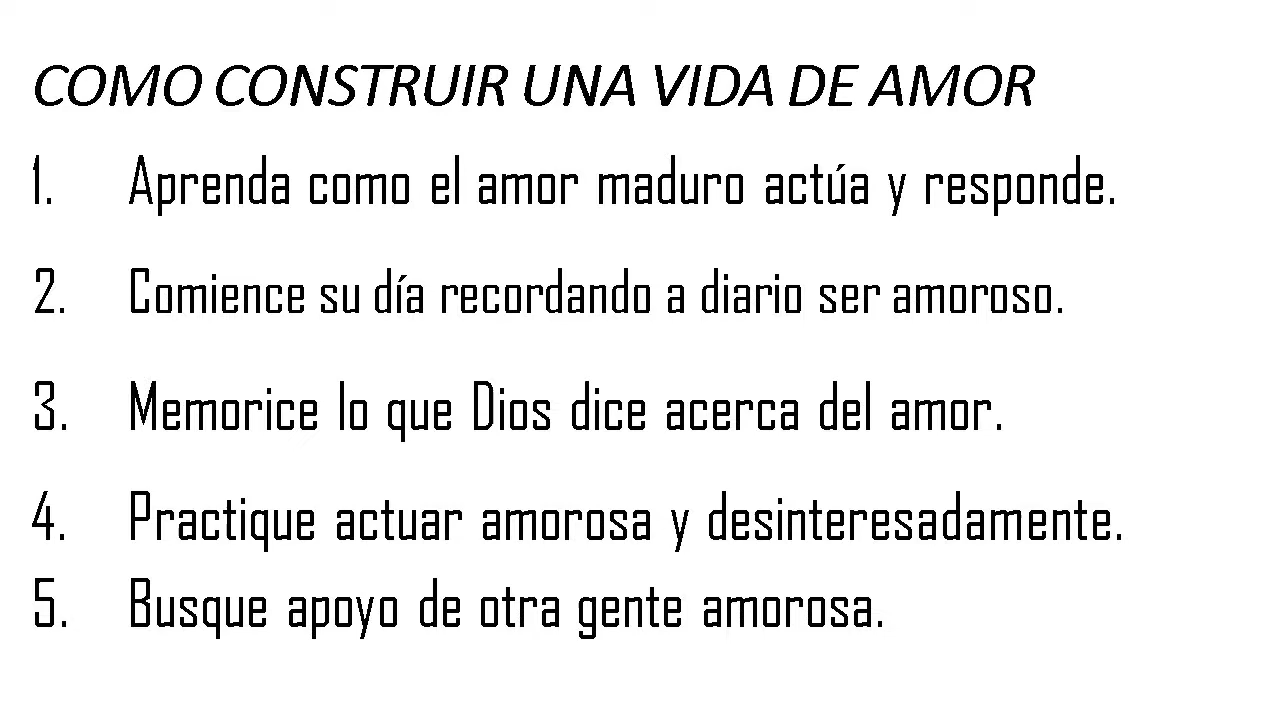 COMO CONSTRUIR UNA VIDA DE AMOR
1. Aprenda como el amor maduro actúa y responde.
2. Comience su día recordando a diario ser amoroso.
3. Memorice lo que Dios dice acerca del amor.
4. Practique actuar amorosa y desinteresadamente.
5. Busque apoyo de otra gente amorosa.